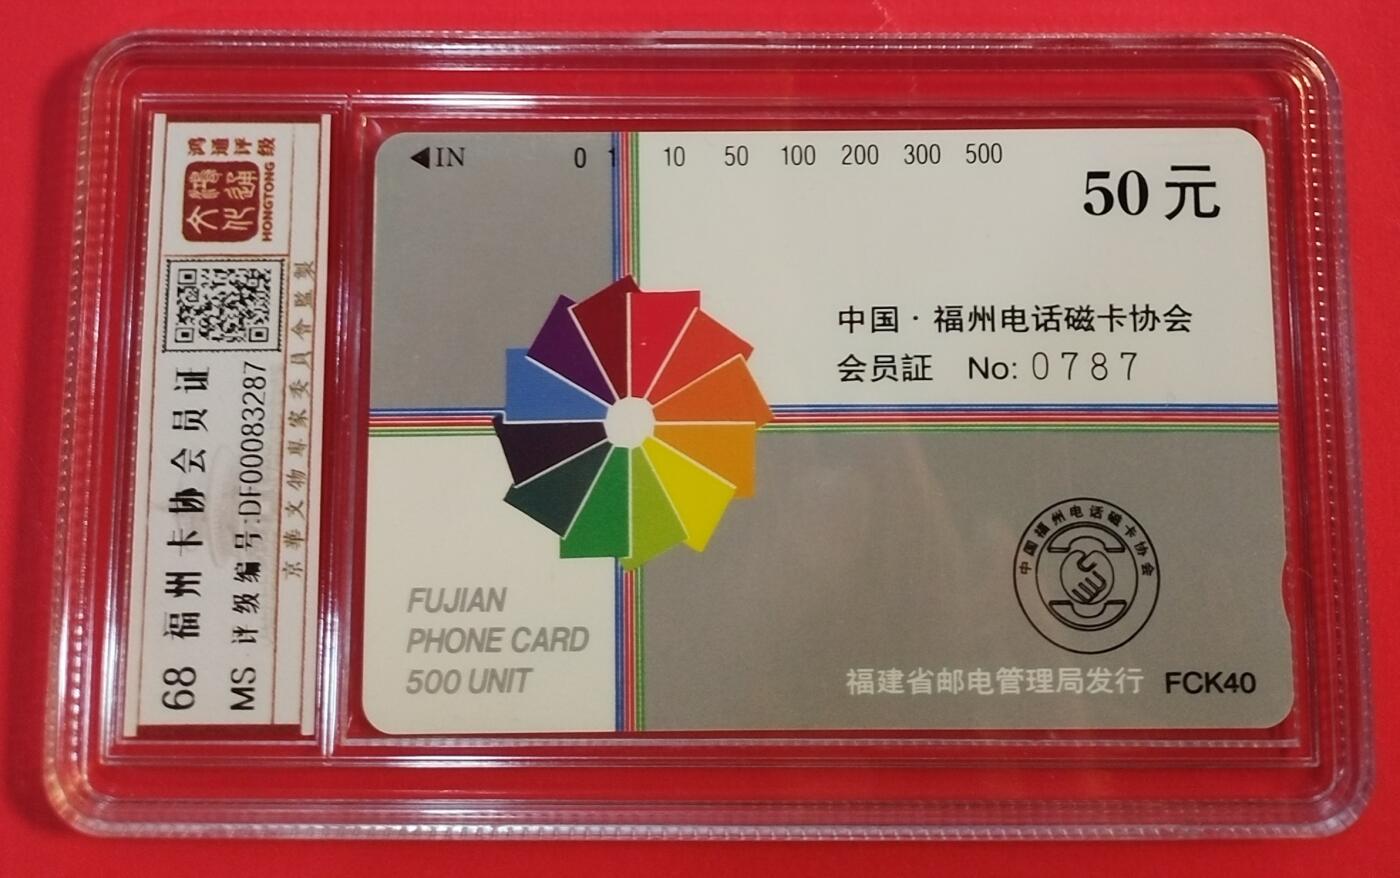 鸿通评级
HONGTONG
68 福州卡协会员证
MS 评级编号:DF00083287
京华文物专家委员会监製
◀IN 0 1 10 50 100 200 300 500
50元
中国·福州电话磁卡协会
会员証 No: 0787
FUJIAN
PHONE CARD
500 UNIT
中国福州电话磁卡协会
福建省邮电管理局发行 FCK40